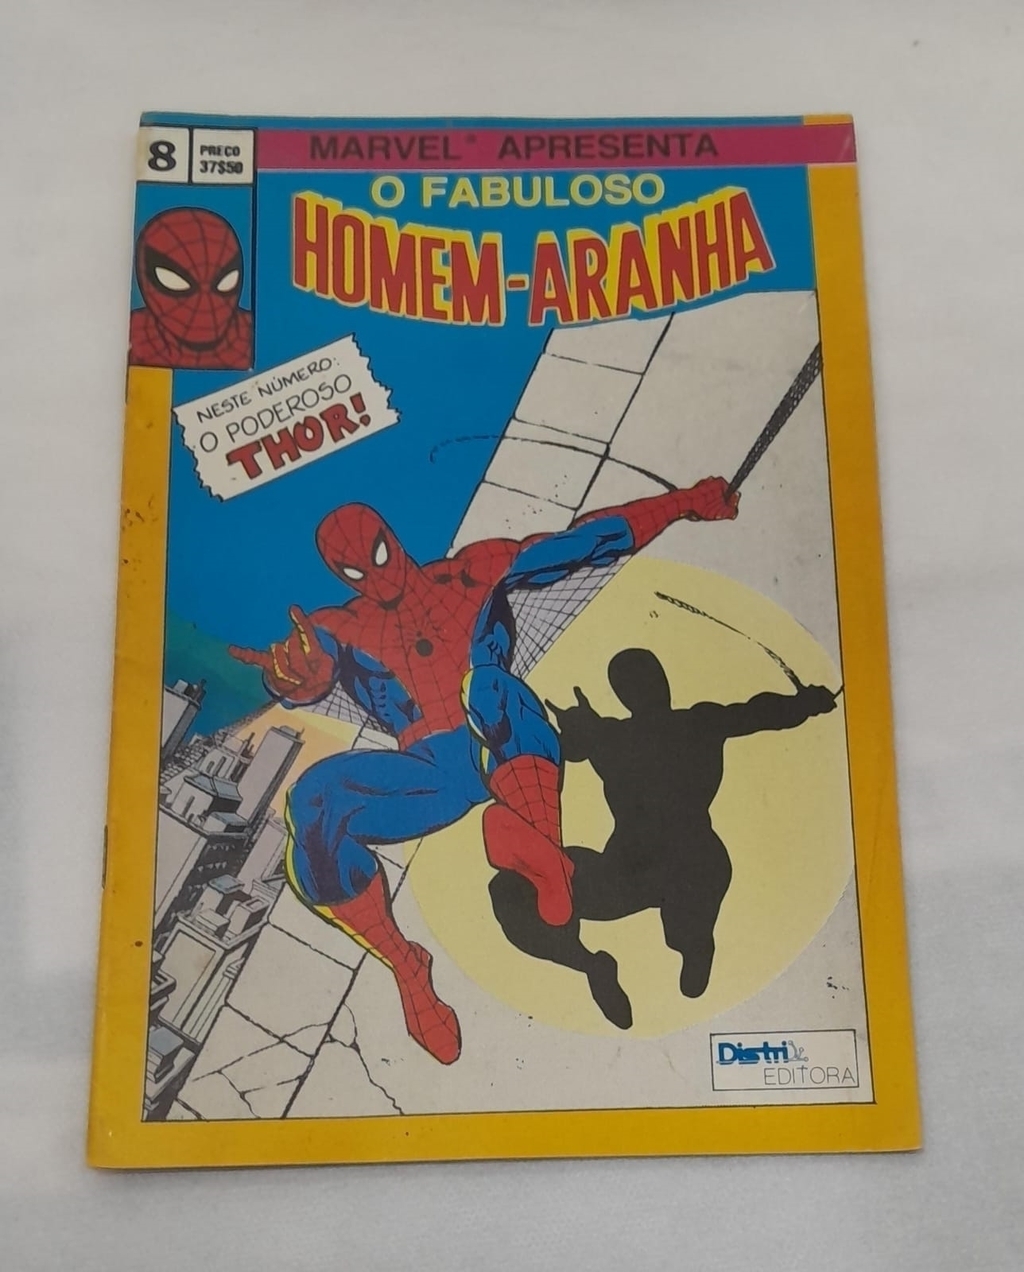 8
PREÇO
37$50
MARVEL® APRESENTA
O FABULOSO
HOMEM-ARANHA
NESTE NÚMERO:
O PODEROSO
THOR!
Distri
EDITORA